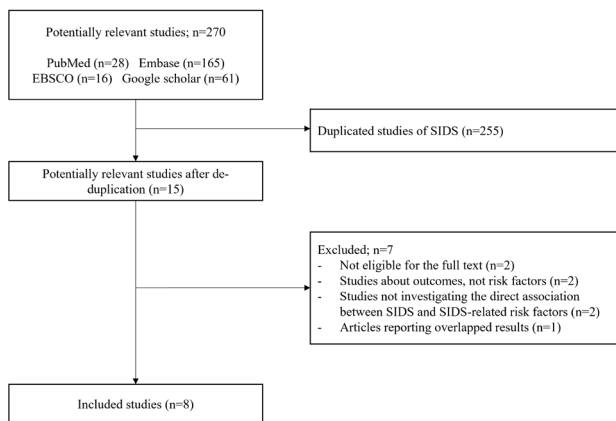 Potentially relevant studies; n=270
PubMed (n=28) Embase (n=165)
EBSCO (n=16) Google scholar (n=61)
Duplicated studies of SIDS (n=255)
Potentially relevant studies after de-
duplication (n=15)
Excluded; n=7
- Not eligible for the full text (n=2)
- Studies about outcomes, not risk factors (n=2)
- Studies not investigating the direct association
between SIDS and SIDS-related risk factors (n=2)
- Articles reporting overlapped results (n=1)
Included studies (n=8)